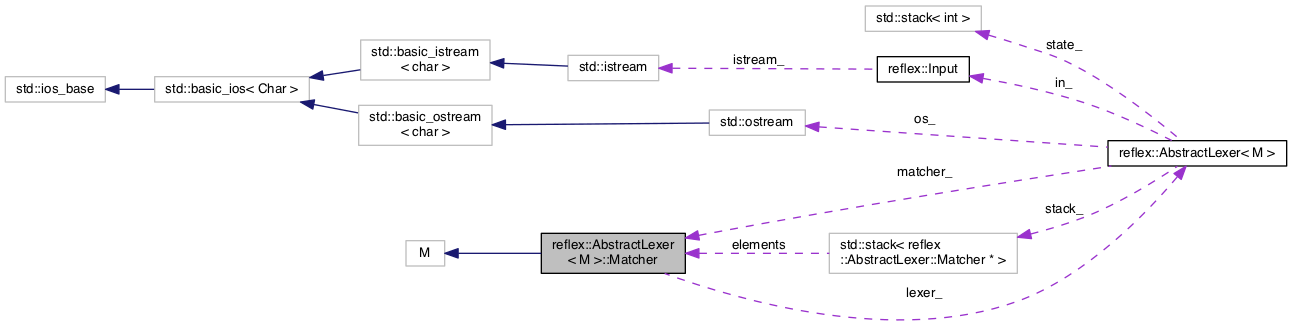 std::stack< int >
state_
std::basic_istream
< char >
std::istream
istream_
reflex::Input
in_
std::ios_base
std::basic_ios< Char >
std::basic_ostream
< char >
std::ostream
os_
reflex::AbstractLexer< M >
matcher_
stack_
M
reflex::AbstractLexer
< M >::Matcher
elements
std::stack< reflex
::AbstractLexer::Matcher * >
lexer_